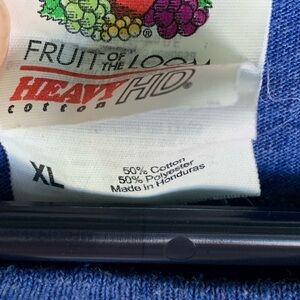 FRUIT OF THE LOOM
HEAVY HD
cotton
XL
50% Cotton
50% Polyester
Made in Honduras